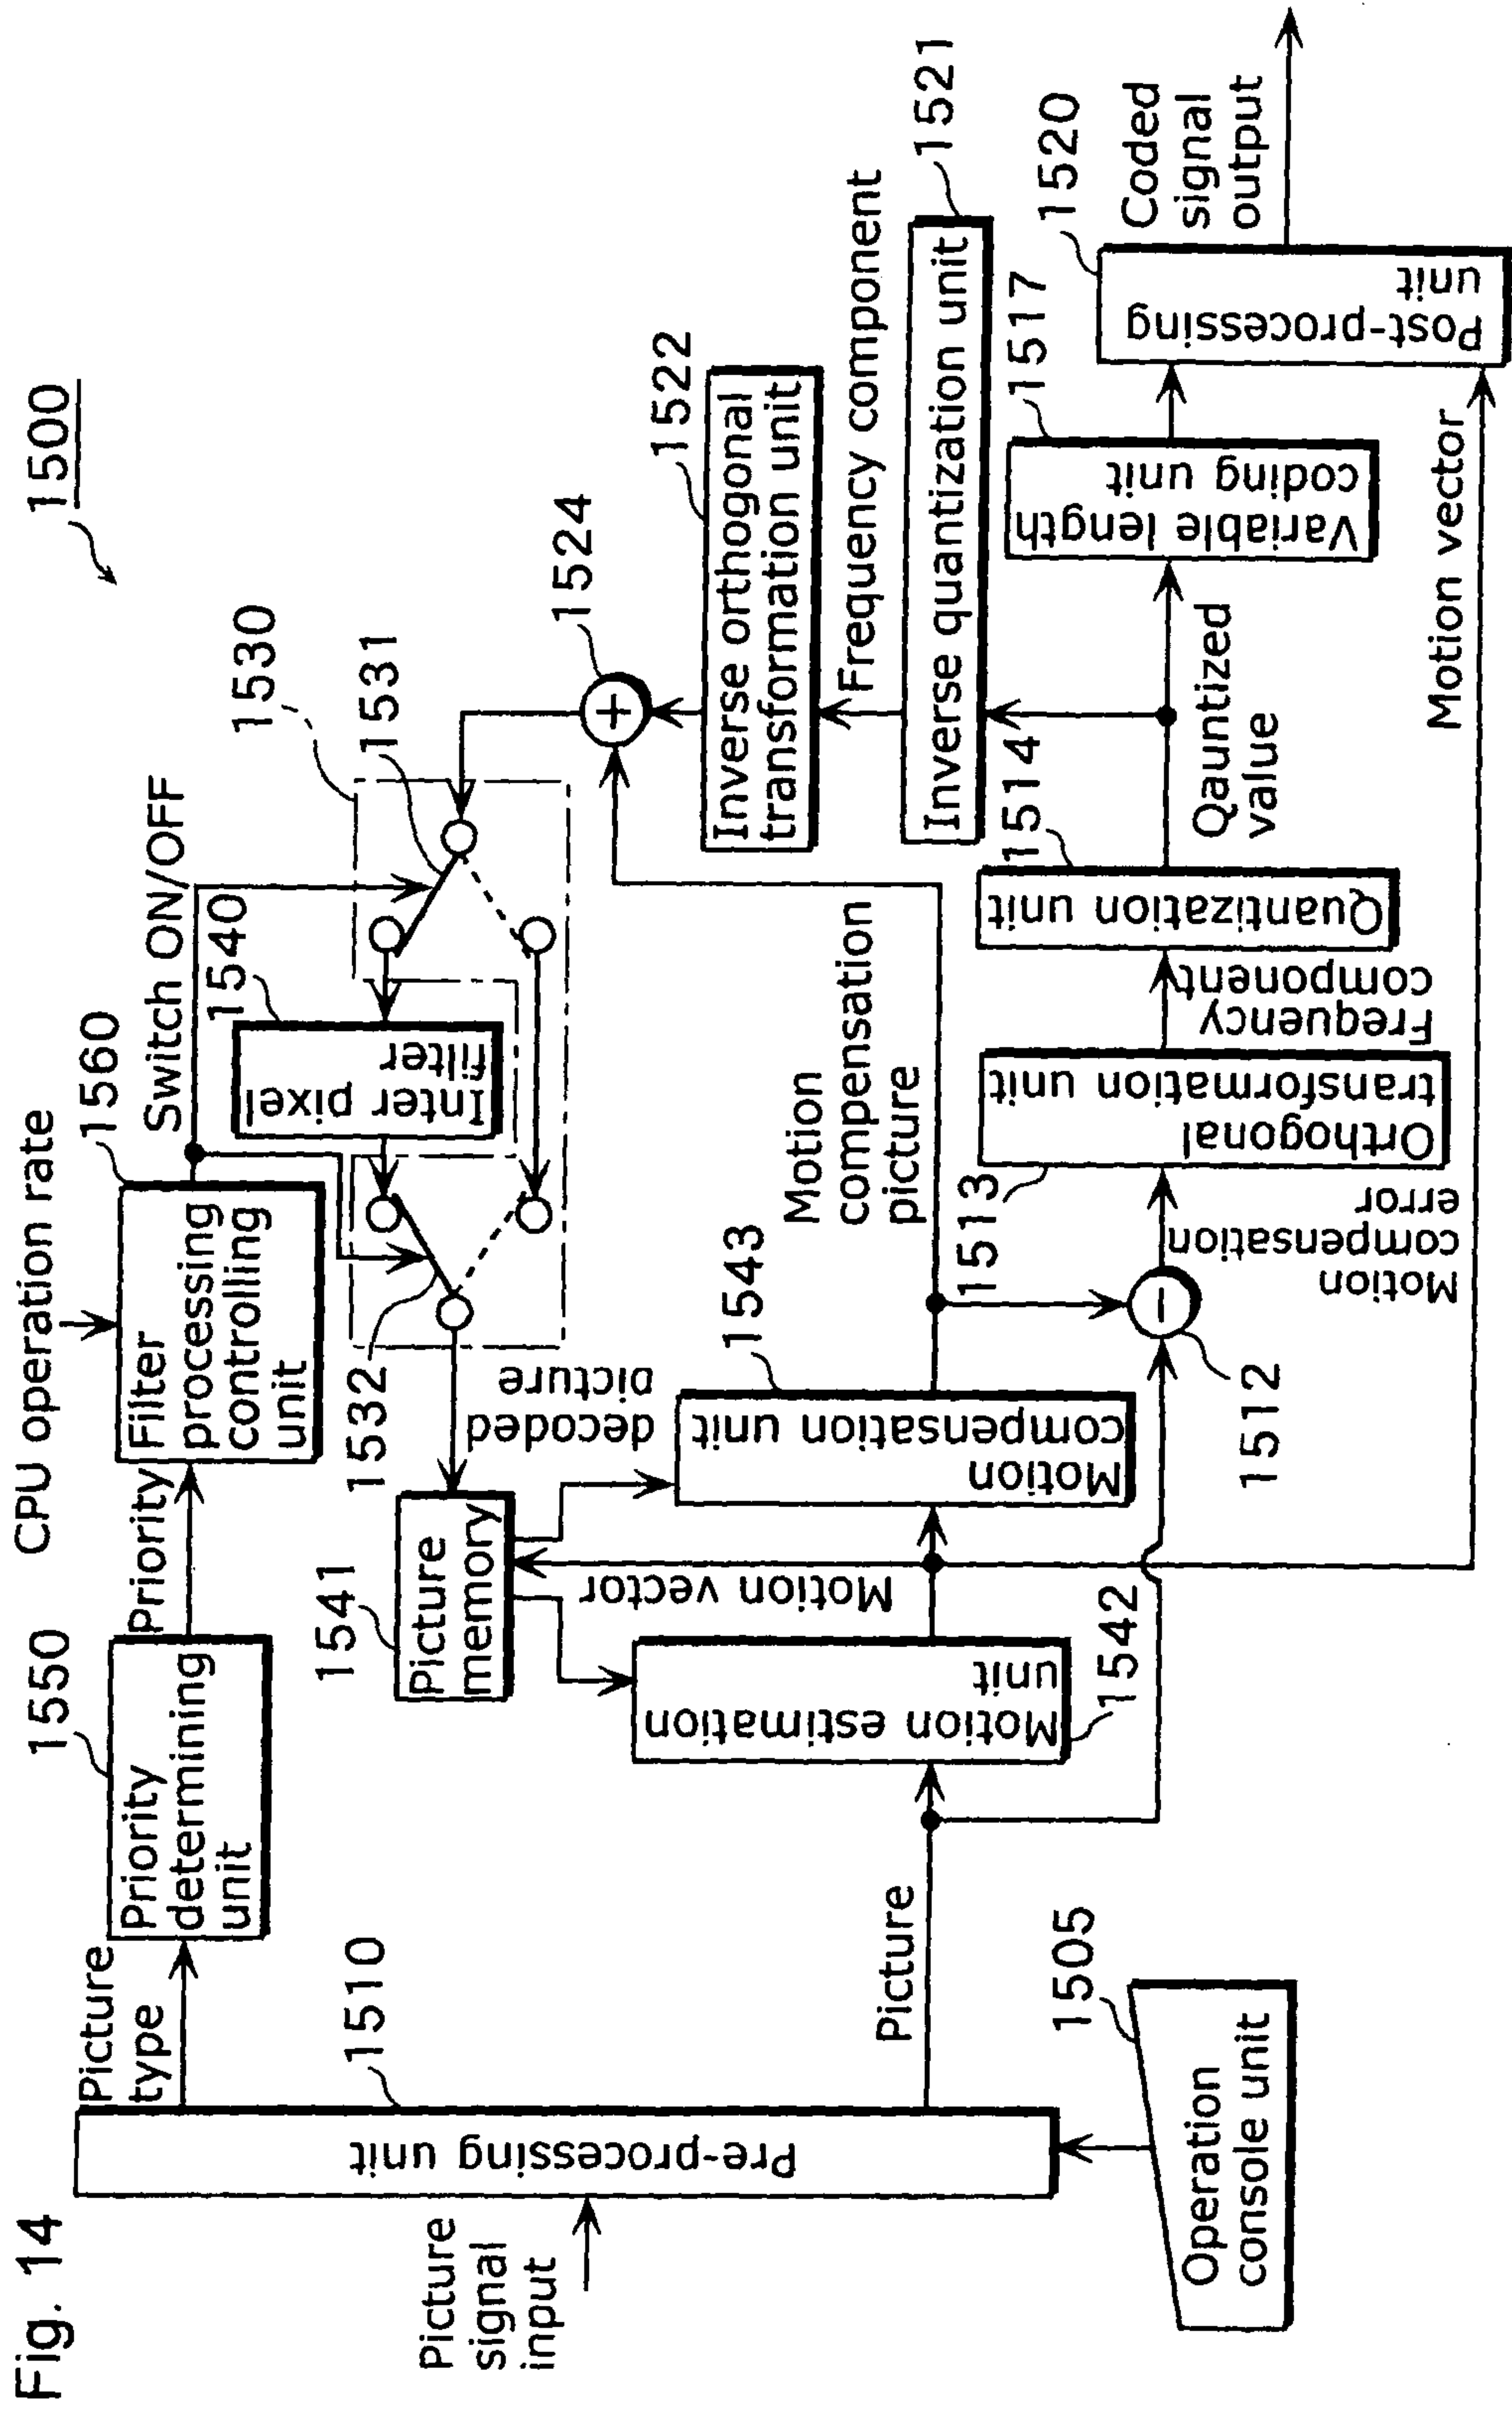 Fig. 14
1500
CPU operation rate
Picture
type
1550
Priority
determining
unit
Priority
1560
Filter
processing
controlling
unit
Switch ON/OFF
1530
1531
1540
Inter pixel
filter
1532
1524
1522
Inverse orthogonal
transformation unit
Frequency component
1521
Inverse quantization unit
1510
Pre-processing unit
Picture
signal
input
1541
Picture
memory
decoded
picture
Motion vector
1543
Motion
compensation unit
Motion
compensation
picture
Picture
Motion estimation
unit
1542
1512
Motion
compensation
error
1513
Orthogonal
transformation unit
Frequency
component
1514
Quantization unit
Qauntized
value
1517
Variable length
coding unit
1520
Post-processing
unit
Coded
signal
output
Motion vector
1505
Operation
console unit